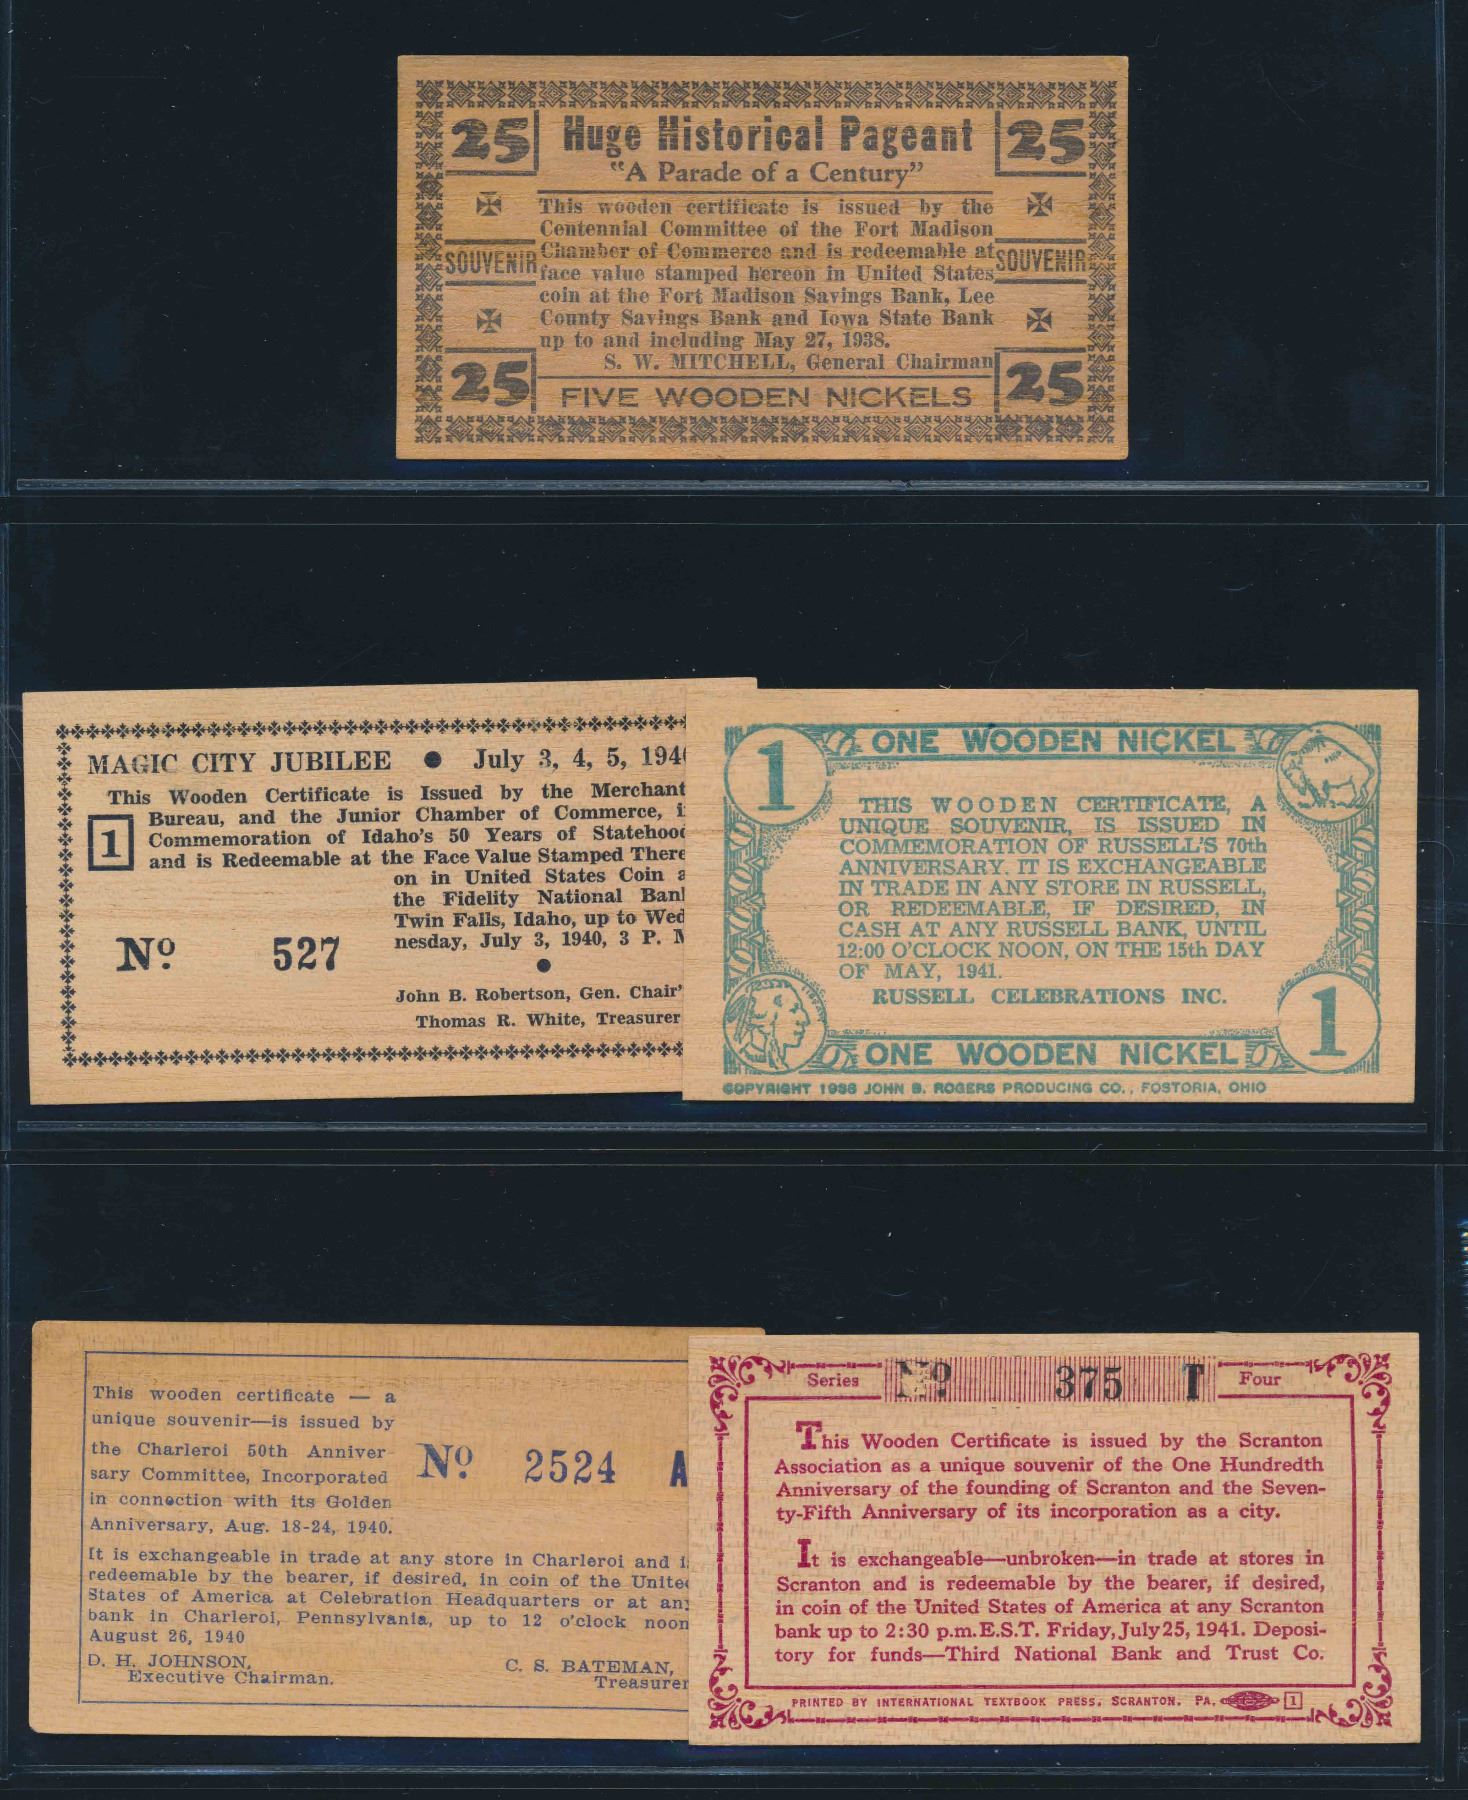 25 Huge Historical Pageant 25
"A Parade of a Century"
This wooden certificate is issued by the
Centennial Committee of the Fort Madison
SOUVENIR Chamber of Commerce and is redeemable at SOUVENIR
face value stamped hereon in United States
coin at the Fort Madison Savings Bank, Lee
County Savings Bank and Iowa State Bank
up to and including May 27, 1938.
S. W. MITCHELL, General Chairman
25 FIVE WOODEN NICKELS 25
MAGIC CITY JUBILEE ● July 3, 4, 5, 194
This Wooden Certificate is Issued by the Merchant
Bureau, and the Junior Chamber of Commerce, i
1 Commemoration of Idaho's 50 Years of Statehood
and is Redeemable at the Face Value Stamped There
on in United States Coin a
the Fidelity National Bank
Twin Falls, Idaho, up to Wed
nesday, July 3, 1940, 3 P. M
No. 527
John B. Robertson, Gen. Chair'
Thomas R. White, Treasurer
1 ONE WOODEN NICKEL
THIS WOODEN CERTIFICATE, A
UNIQUE SOUVENIR, IS ISSUED IN
COMMEMORATION OF RUSSELL'S 70th
ANNIVERSARY. IT IS EXCHANGEABLE
IN TRADE IN ANY STORE IN RUSSELL,
OR REDEEMABLE, IF DESIRED, IN
CASH AT ANY RUSSELL BANK, UNTIL
12:00 O'CLOCK NOON, ON THE 15th DAY
OF MAY, 1941.
RUSSELL CELEBRATIONS INC.
ONE WOODEN NICKEL 1
COPYRIGHT 1936 JOHN B. ROGERS PRODUCING CO., FOSTORIA, OHIO
This wooden certificate — a
unique souvenir—is issued by
the Charleroi 50th Anniver-
sary Committee, Incorporated
in connection with its Golden
Anniversary, Aug. 18-24, 1940.
No. 2524 A
It is exchangeable in trade at any store in Charleroi and i
redeemable by the bearer, if desired, in coin of the Unite
States of America at Celebration Headquarters or at any
bank in Charleroi, Pennsylvania, up to 12 o'clock noon
August 26, 1940
D. H. JOHNSON,
Executive Chairman.
C. S. BATEMAN,
Treasurer
Series No. 375 T Four
This Wooden Certificate is issued by the Scranton
Association as a unique souvenir of the One Hundredth
Anniversary of the founding of Scranton and the Seven-
ty-Fifth Anniversary of its incorporation as a city.
It is exchangeable—unbroken—in trade at stores in
Scranton and is redeemable by the bearer, if desired,
in coin of the United States of America at any Scranton
bank up to 2:30 p.m. E.S.T. Friday, July 25, 1941. Deposi-
tory for funds—Third National Bank and Trust Co.
PRINTED BY INTERNATIONAL TEXTBOOK PRESS, SCRANTON, PA. 1